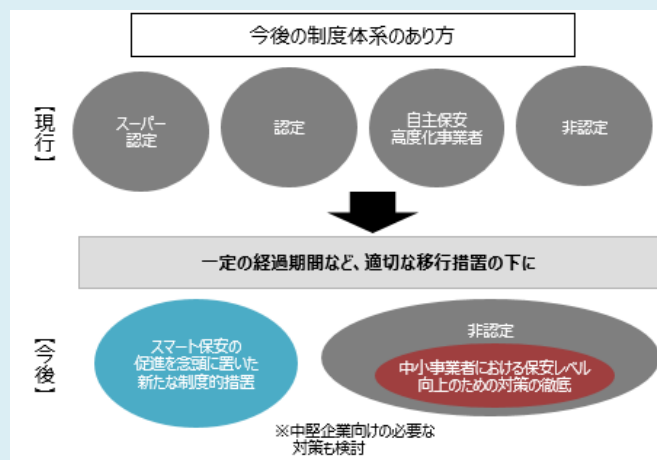 今後の制度体系のあり方
【現行】
スーパー
認定
認定
自主保安
高度化事業者
非認定
一定の経過期間など、適切な移行措置の下に
【今後】
スマート保安の
促進を念頭に置いた
新たな制度的措置
非認定
中小事業者における保安レベル
向上のための対策の徹底
※中堅企業向けの必要な
対策も検討